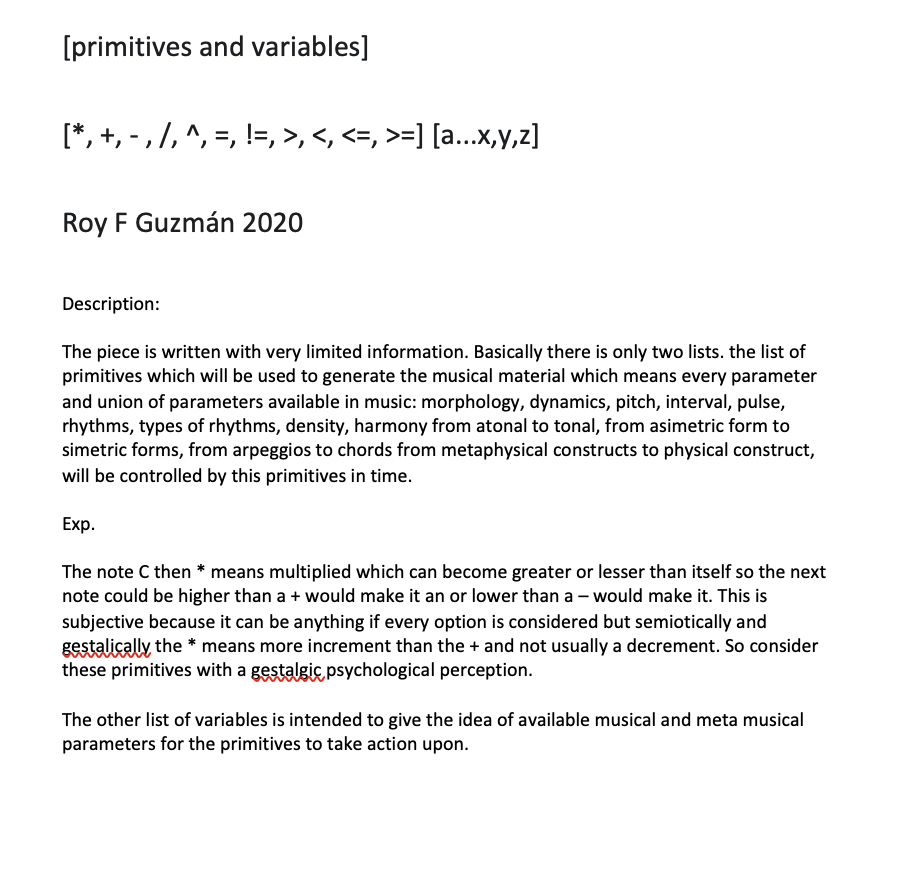 [primitives and variables]
[*, +, - , /, ^, =, !=, >, <, <=, >=] [a...x,y,z]
Roy F Guzmán 2020
Description:
The piece is written with very limited information. Basically there is only two lists. the list of
primitives which will be used to generate the musical material which means every parameter
and union of parameters available in music: morphology, dynamics, pitch, interval, pulse,
rhythms, types of rhythms, density, harmony from atonal to tonal, from asimetric form to
simetric forms, from arpeggios to chords from metaphysical constructs to physical construct,
will be controlled by this primitives in time.
Exp.
The note C then * means multiplied which can become greater or lesser than itself so the next
note could be higher than a + would make it an or lower than a – would make it. This is
subjective because it can be anything if every option is considered but semiotically and
gestalically the * means more increment than the + and not usually a decrement. So consider
these primitives with a gestalgic psychological perception.
The other list of variables is intended to give the idea of available musical and meta musical
parameters for the primitives to take action upon.